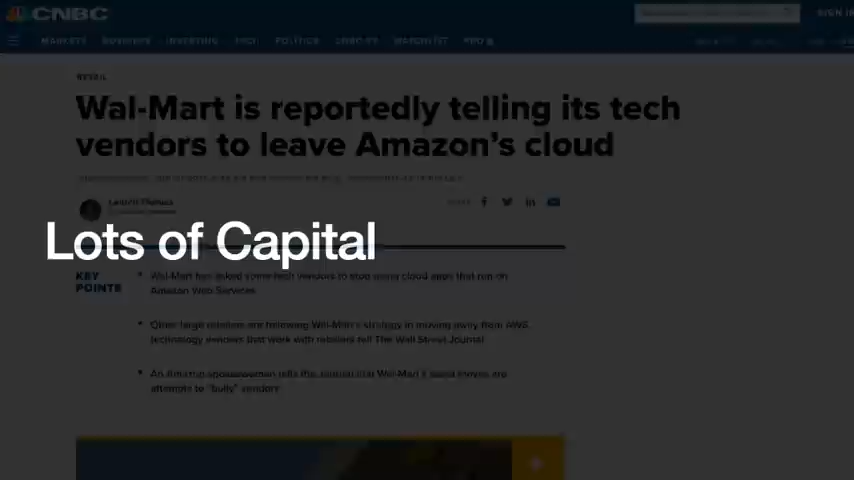 CNBC
SIGN IN
MARKETS BUSINESS INVESTING TECH POLITICS CNBC TV WATCHLIST PRO
RETAIL
Wal-Mart is reportedly telling its tech
vendors to leave Amazon's cloud
SHARE
Lots of Capital
KEY
POINTS
• Wal-Mart has asked some tech vendors to stop using cloud apps that run on
Amazon Web Services.
• Other large retailers are following Wal-Mart's strategy in moving away from AWS,
technology vendors that work with retailers tell The Wall Street Journal.
• An Amazon spokeswoman tells the Journal that Wal-Mart's latest moves are
attempts to "bully" vendors.